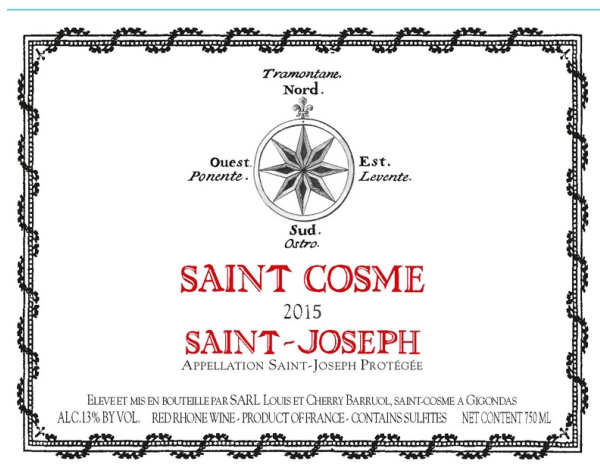 Tramontane.
Nord.
Ouest. Est.
Ponente. Levente.
Sud.
Ostro.
SAINT COSME
2015
SAINT-JOSEPH
APPELLATION SAINT-JOSEPH PROTÉGÉE
ELEVE ET MIS EN BOUTEILLE PAR SARL LOUIS ET CHERRY BARRUOL, SAINT-COSME A GIGONDAS
ALC.13% BY VOL. RED RHONE WINE - PRODUCT OF FRANCE - CONTAINS SULFITES NET CONTENT 750 ML